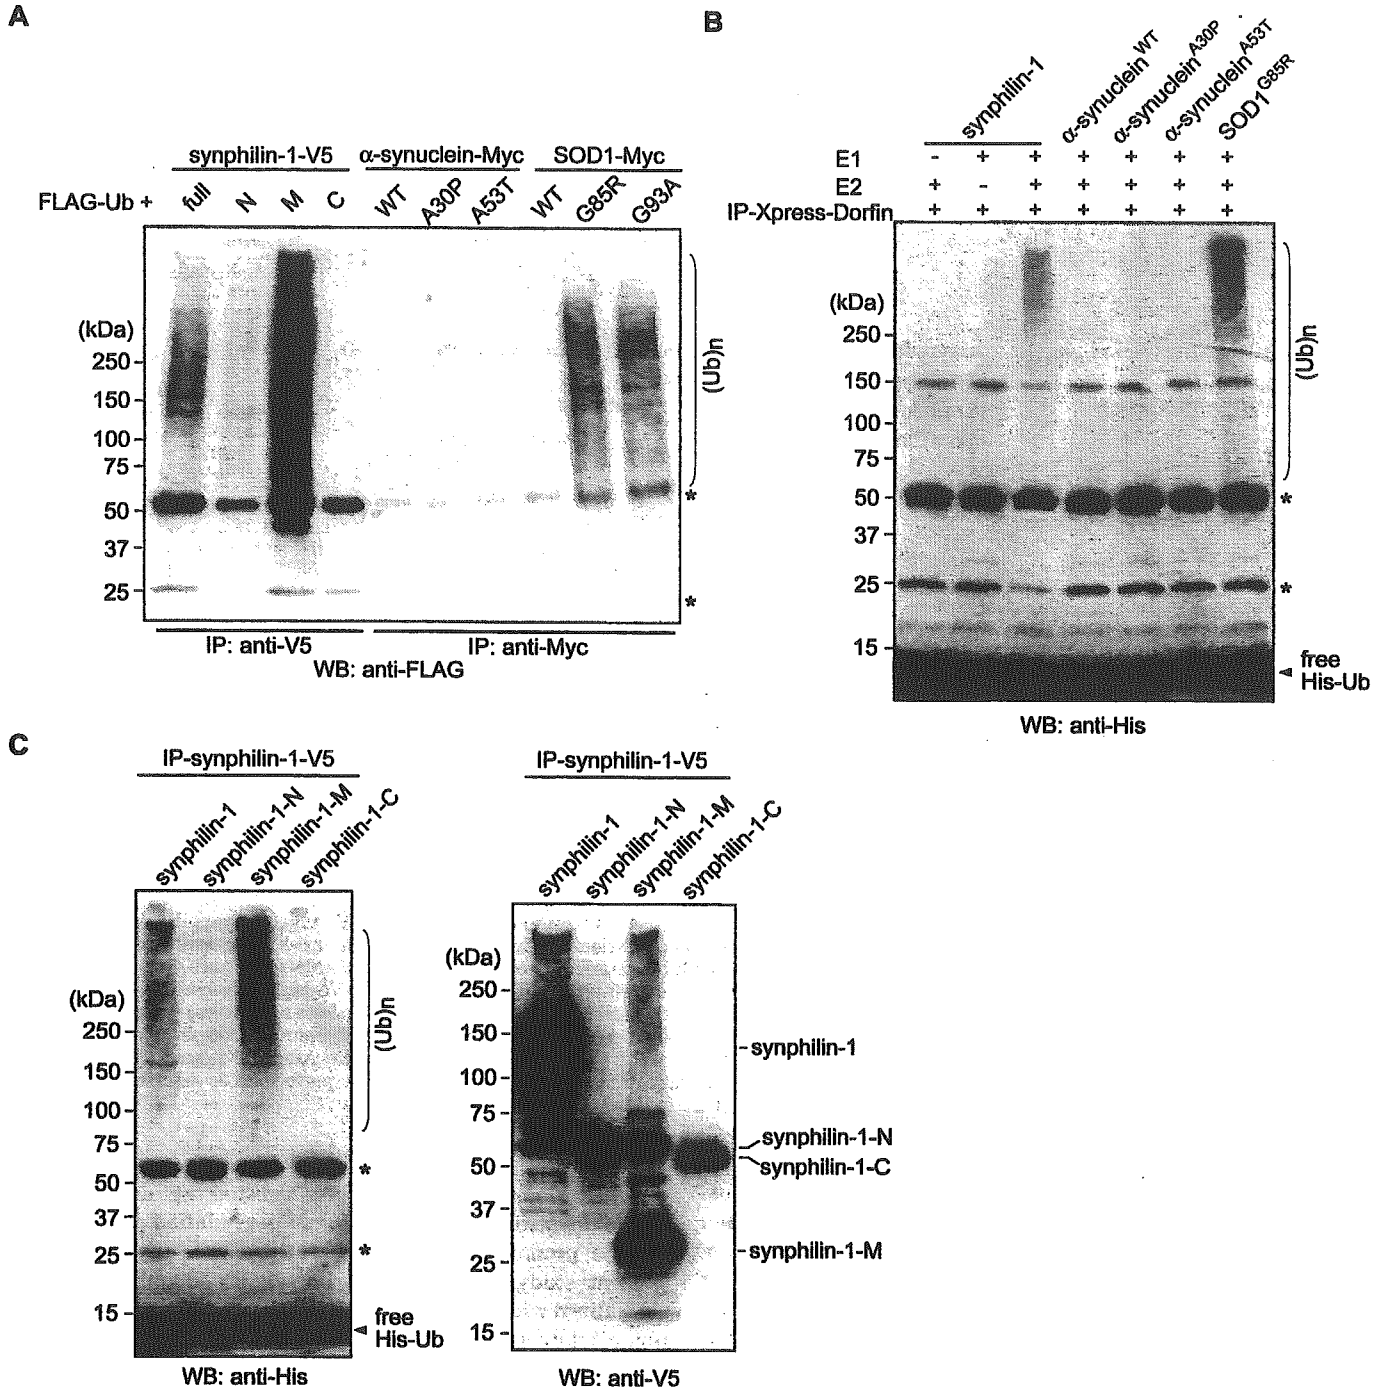 A
synphilin-1-V5 α-synuclein-Myc SOD1-Myc
FLAG-Ub + full N M C WT A30P A53T WT G85R G93A
(kDa)
250
150
100
75
50
37
25
(Ub)n
*
*
IP: anti-V5 IP: anti-Myc
WB: anti-FLAG
B
synphilin-1 α-synuclein WT α-synuclein A30P α-synuclein A53T SOD1 G85R
E1 - + + + + + +
E2 + - + + + + +
IP-Xpress-Dorfin + + + + + + +
(kDa)
250
150
100
75
50
37
25
15
(Ub)n
*
*
free
His-Ub
WB: anti-His
C
IP-synphilin-1-V5
synphilin-1 synphilin-1-N synphilin-1-M synphilin-1-C
(kDa)
250
150
100
75
50
37
25
15
(Ub)n
*
*
free
His-Ub
WB: anti-His
IP-synphilin-1-V5
synphilin-1 synphilin-1-N synphilin-1-M synphilin-1-C
(kDa)
250
150
100
75
50
37
25
15
synphilin-1
synphilin-1-N
synphilin-1-C
synphilin-1-M
WB: anti-V5